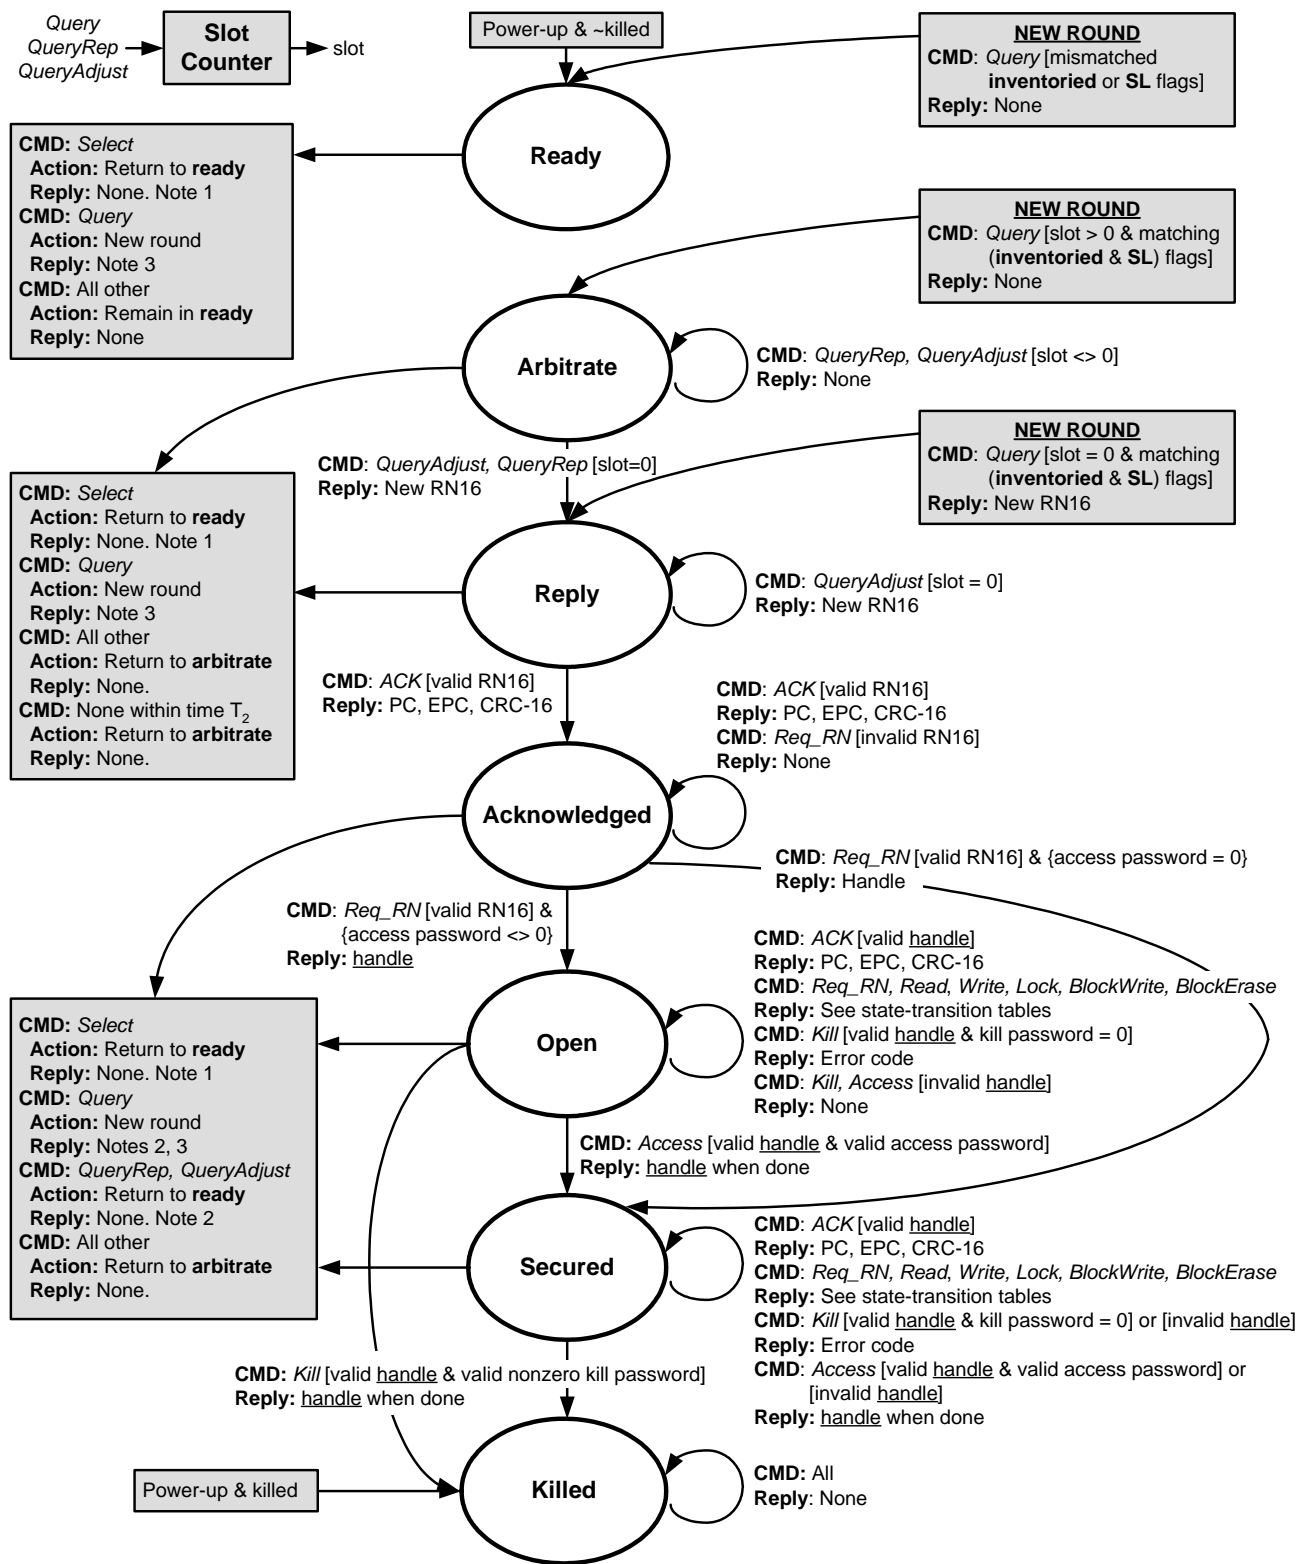 Query
QueryRep
QueryAdjust
Slot
Counter
slot
Power-up & ~killed
NEW ROUND
CMD: Query [mismatched
inventoried or SL flags]
Reply: None
CMD: Select
Action: Return to ready
Reply: None. Note 1
CMD: Query
Action: New round
Reply: Note 3
CMD: All other
Action: Remain in ready
Reply: None
Ready
NEW ROUND
CMD: Query [slot > 0 & matching
(inventoried & SL) flags]
Reply: None
Arbitrate
CMD: QueryRep, QueryAdjust [slot <> 0]
Reply: None
NEW ROUND
CMD: Query [slot = 0 & matching
(inventoried & SL) flags]
Reply: New RN16
CMD: QueryAdjust, QueryRep [slot=0]
Reply: New RN16
CMD: Select
Action: Return to ready
Reply: None. Note 1
CMD: Query
Action: New round
Reply: Note 3
CMD: All other
Action: Return to arbitrate
Reply: None.
CMD: None within time T2
Action: Return to arbitrate
Reply: None.
Reply
CMD: QueryAdjust [slot = 0]
Reply: New RN16
CMD: ACK [valid RN16]
Reply: PC, EPC, CRC-16
CMD: ACK [valid RN16]
Reply: PC, EPC, CRC-16
CMD: Req_RN [invalid RN16]
Reply: None
Acknowledged
CMD: Req_RN [valid RN16] & {access password = 0}
Reply: Handle
CMD: Req_RN [valid RN16] &
{access password <> 0}
Reply: handle
CMD: ACK [valid handle]
Reply: PC, EPC, CRC-16
CMD: Req_RN, Read, Write, Lock, BlockWrite, BlockErase
Reply: See state-transition tables
CMD: Kill [valid handle & kill password = 0]
Reply: Error code
CMD: Kill, Access [invalid handle]
Reply: None
Open
CMD: Select
Action: Return to ready
Reply: None. Note 1
CMD: Query
Action: New round
Reply: Notes 2, 3
CMD: QueryRep, QueryAdjust
Action: Return to ready
Reply: None. Note 2
CMD: All other
Action: Return to arbitrate
Reply: None.
CMD: Access [valid handle & valid access password]
Reply: handle when done
Secured
CMD: ACK [valid handle]
Reply: PC, EPC, CRC-16
CMD: Req_RN, Read, Write, Lock, BlockWrite, BlockErase
Reply: See state-transition tables
CMD: Kill [valid handle & kill password = 0] or [invalid handle]
Reply: Error code
CMD: Access [valid handle & valid access password] or
[invalid handle]
Reply: handle when done
CMD: Kill [valid handle & valid nonzero kill password]
Reply: handle when done
Power-up & killed
Killed
CMD: All
Reply: None